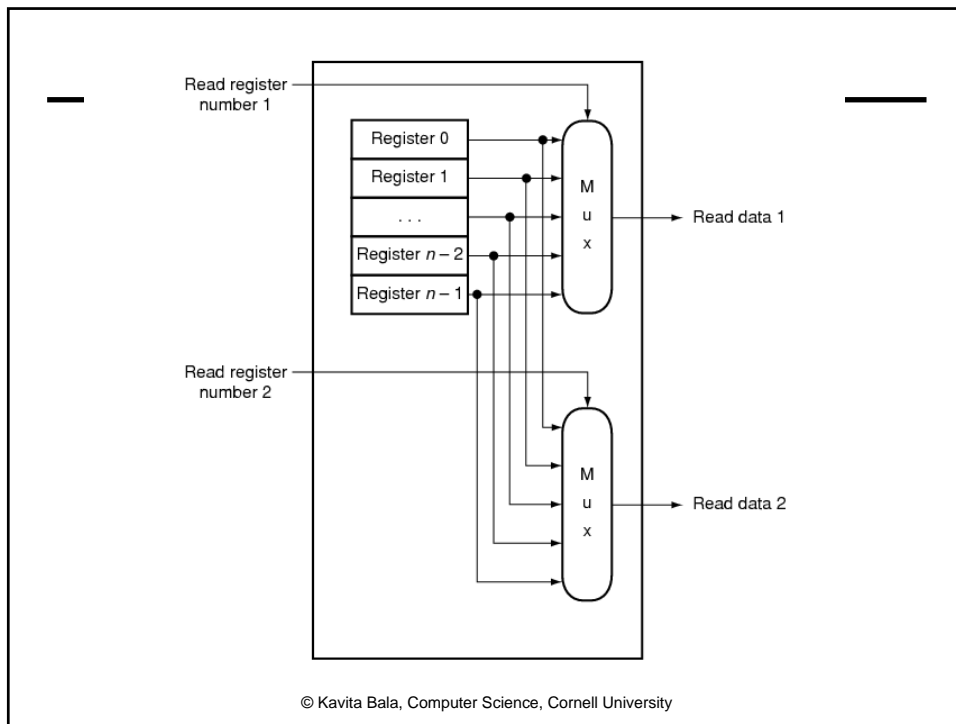 Read register
number 1
Register 0
Register 1
. . .
Register n – 2
Register n – 1
M
u
x
Read data 1
Read register
number 2
M
u
x
Read data 2
© Kavita Bala, Computer Science, Cornell University